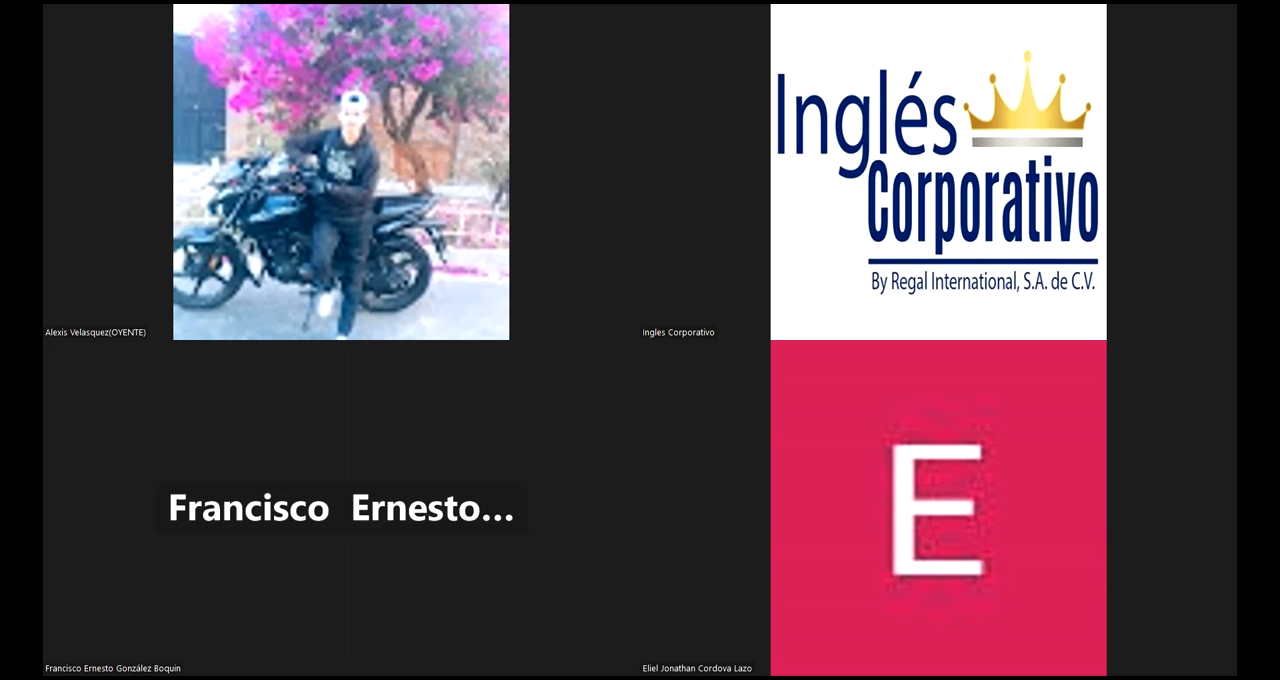 Inglés
Corporativo
By Regal International, S.A. de C.V.
Alexis Velasquez(OYENTE)
Ingles Corporativo
Francisco Ernesto...
E
Francisco Ernesto González Boquin
Eliel Jonathan Cordova Lazo